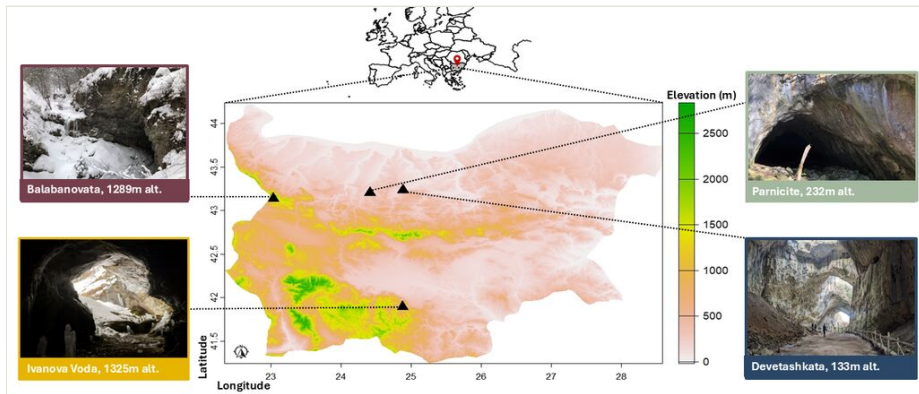 Elevation (m)
Balabanovata, 1289m alt.
Parnicite, 232m alt.
Ivanova Voda, 1325m alt.
Devetashkata, 133m alt.
44
43.5
43
42.5
42
41.5
Latitude
23
24
25
26
27
28
Longitude
2500
2000
1500
1000
500
0